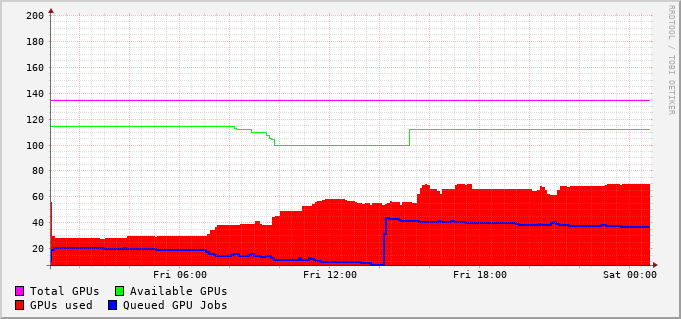 200
180
160
140
120
100
80
60
40
20
Fri 06:00 Fri 12:00 Fri 18:00 Sat 00:00
Total GPUs Available GPUs
GPUs used Queued GPU Jobs
RRDTOOL / TOBI OETIKER